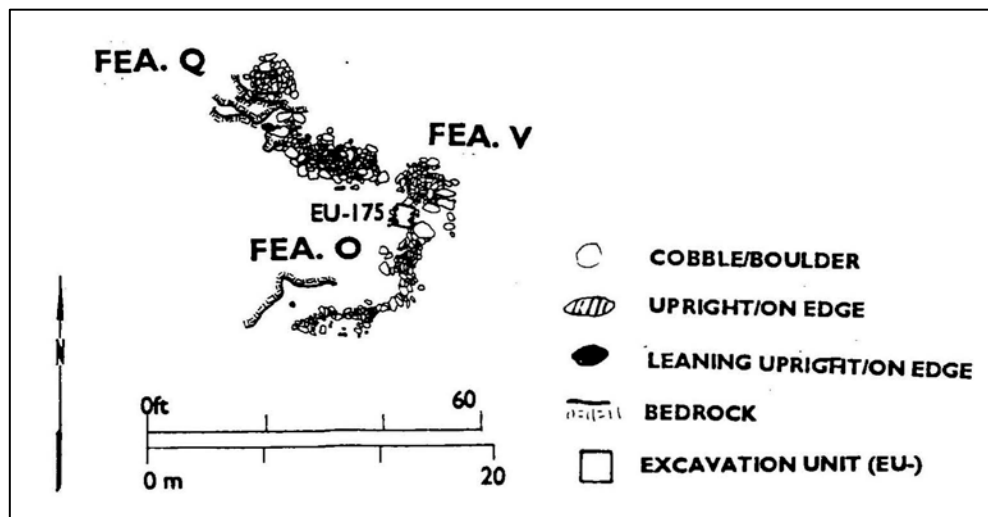 FEA. Q
FEA. V
EU-175
FEA. O
COBBLE/BOULDER
UPRIGHT/ON EDGE
LEANING UPRIGHT/ON EDGE
BEDROCK
EXCAVATION UNIT (EU-)
N
0ft 60
0 m 20